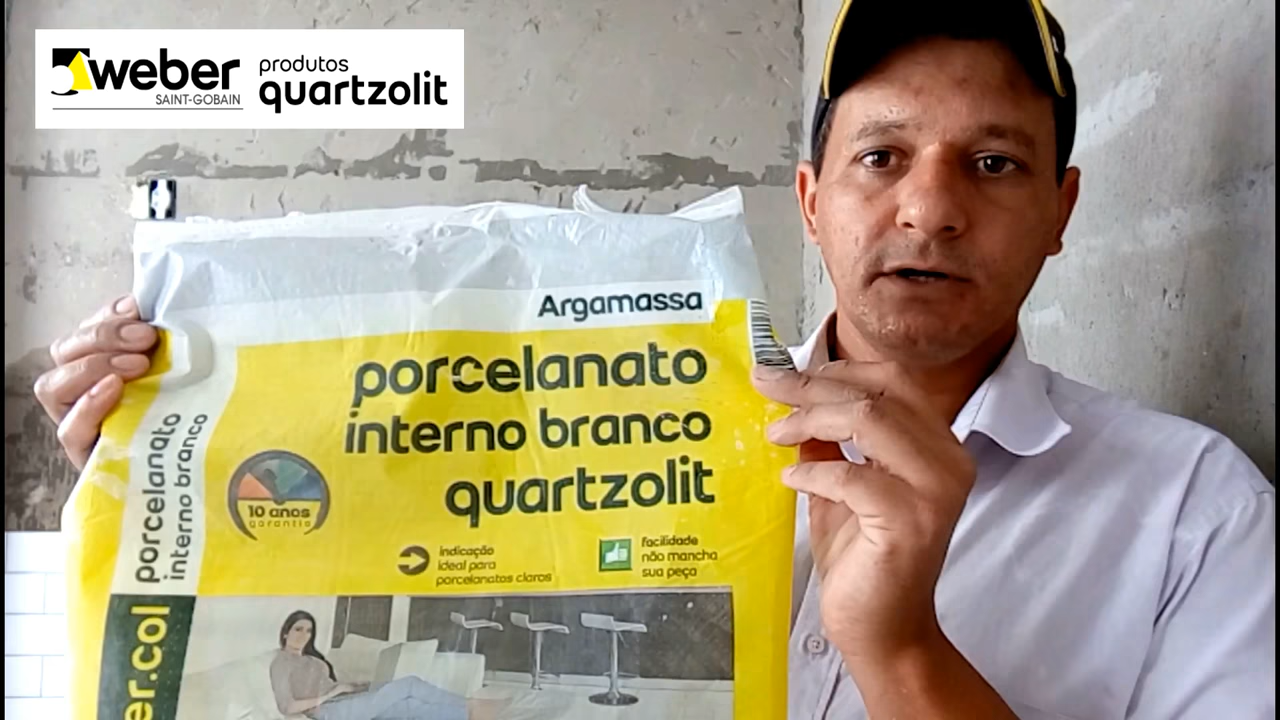 weber
SAINT-GOBAIN
produtos
quartzolit
Argamassa
porcelanato
interno branco
quartzolit
10 anos
garantia
indicação
ideal para
porcelanatos claros
facilidade
não mancha
sua peça
porcelanato
interno branco
er.col